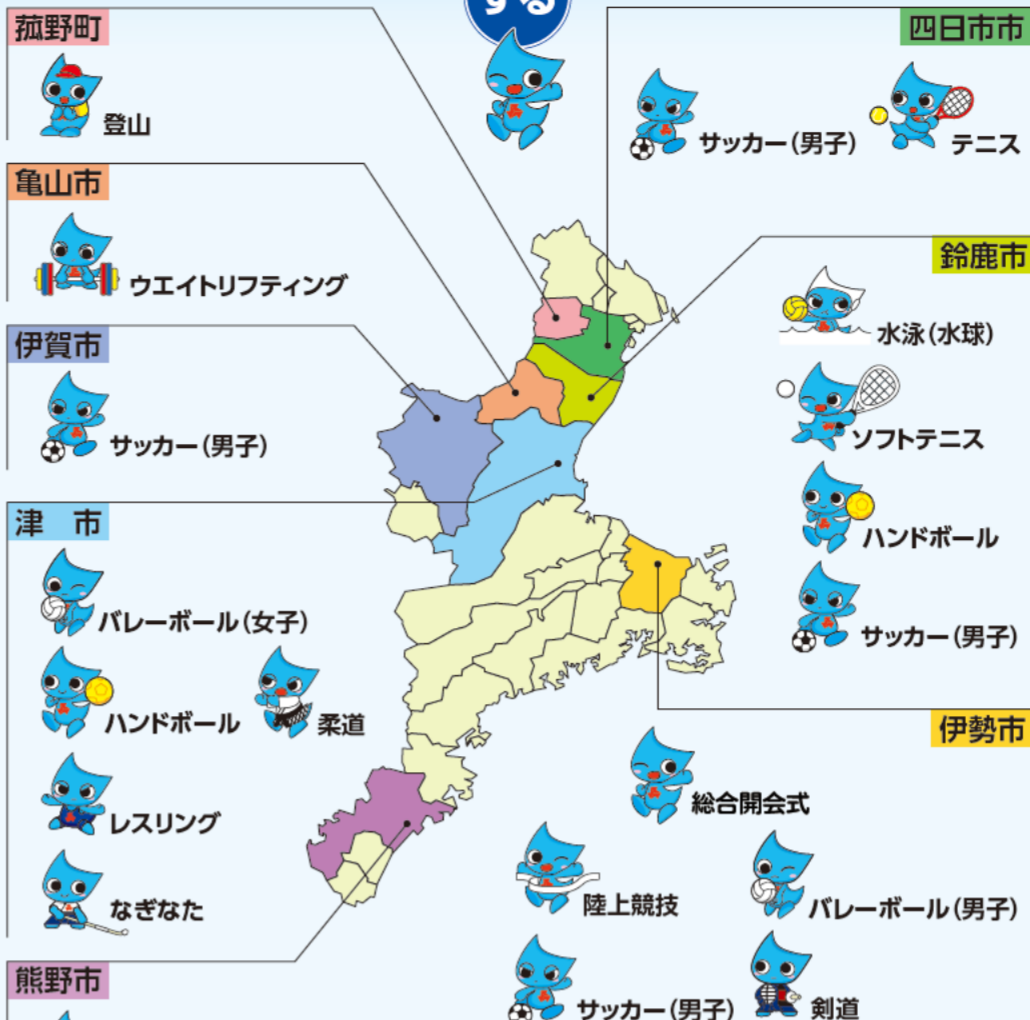 する
菰野町
登山
四日市市
サッカー(男子)
テニス
亀山市
ウエイトリフティング
鈴鹿市
水泳(水球)
ソフトテニス
ハンドボール
サッカー(男子)
伊賀市
サッカー(男子)
津 市
バレーボール(女子)
ハンドボール
柔道
レスリング
なぎなた
伊勢市
総合開会式
陸上競技
バレーボール(男子)
サッカー(男子)
剣道
熊野市